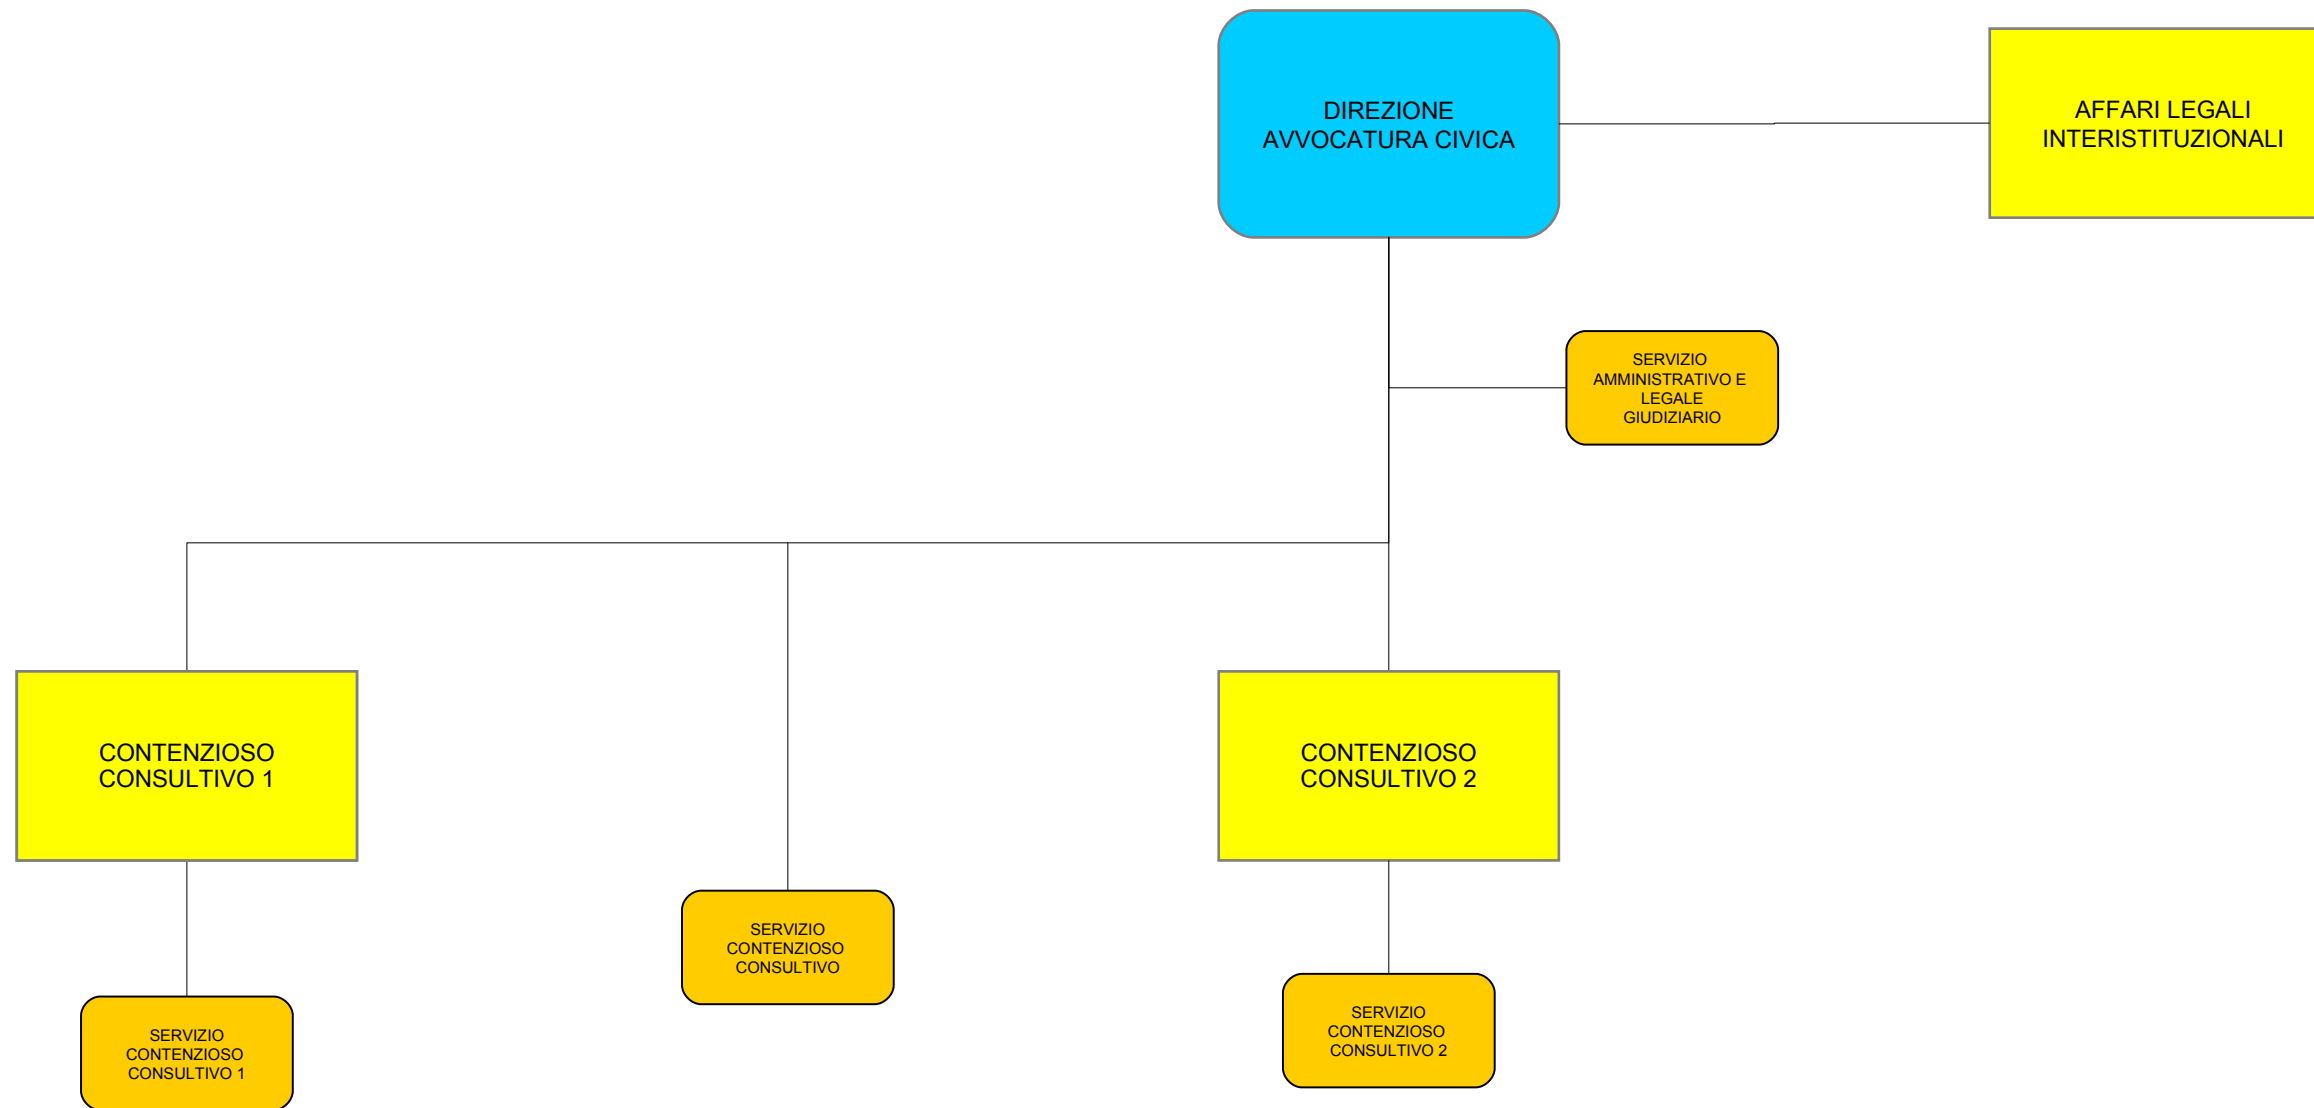 DIREZIONE
AVVOCATURA CIVICA
AFFARI LEGALI
INTERISTITUZIONALI
SERVIZIO
AMMINISTRATIVO E
LEGALE
GIUDIZIARIO
CONTENZIOSO
CONSULTIVO 1
CONTENZIOSO
CONSULTIVO 2
SERVIZIO
CONTENZIOSO
CONSULTIVO
SERVIZIO
CONTENZIOSO
CONSULTIVO 2
SERVIZIO
CONTENZIOSO
CONSULTIVO 1